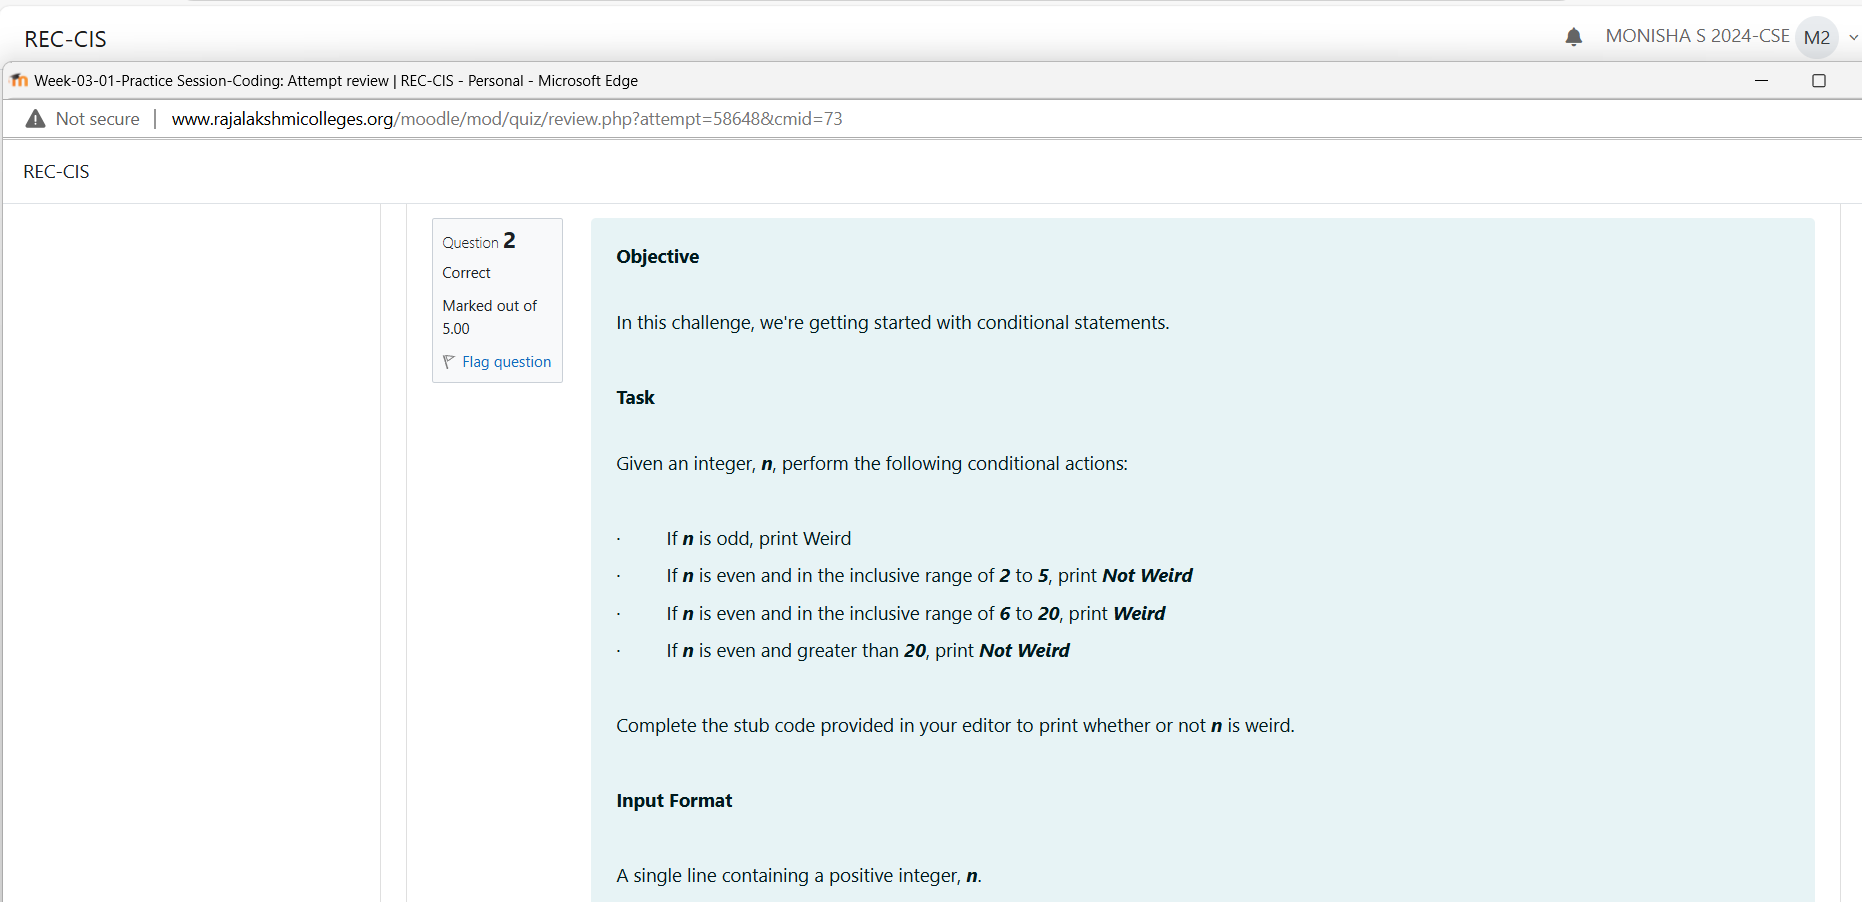 REC-CIS
MONISHA S 2024-CSE M2
Week-03-01-Practice Session-Coding: Attempt review | REC-CIS - Personal - Microsoft Edge
Not secure www.rajalakshmicolleges.org/moodle/mod/quiz/review.php?attempt=58648&cmid=73
REC-CIS
Question 2
Correct
Marked out of
5.00
Flag question
Objective
In this challenge, we're getting started with conditional statements.
Task
Given an integer, n, perform the following conditional actions:
· If n is odd, print Weird
· If n is even and in the inclusive range of 2 to 5, print Not Weird
· If n is even and in the inclusive range of 6 to 20, print Weird
· If n is even and greater than 20, print Not Weird
Complete the stub code provided in your editor to print whether or not n is weird.
Input Format
A single line containing a positive integer, n.